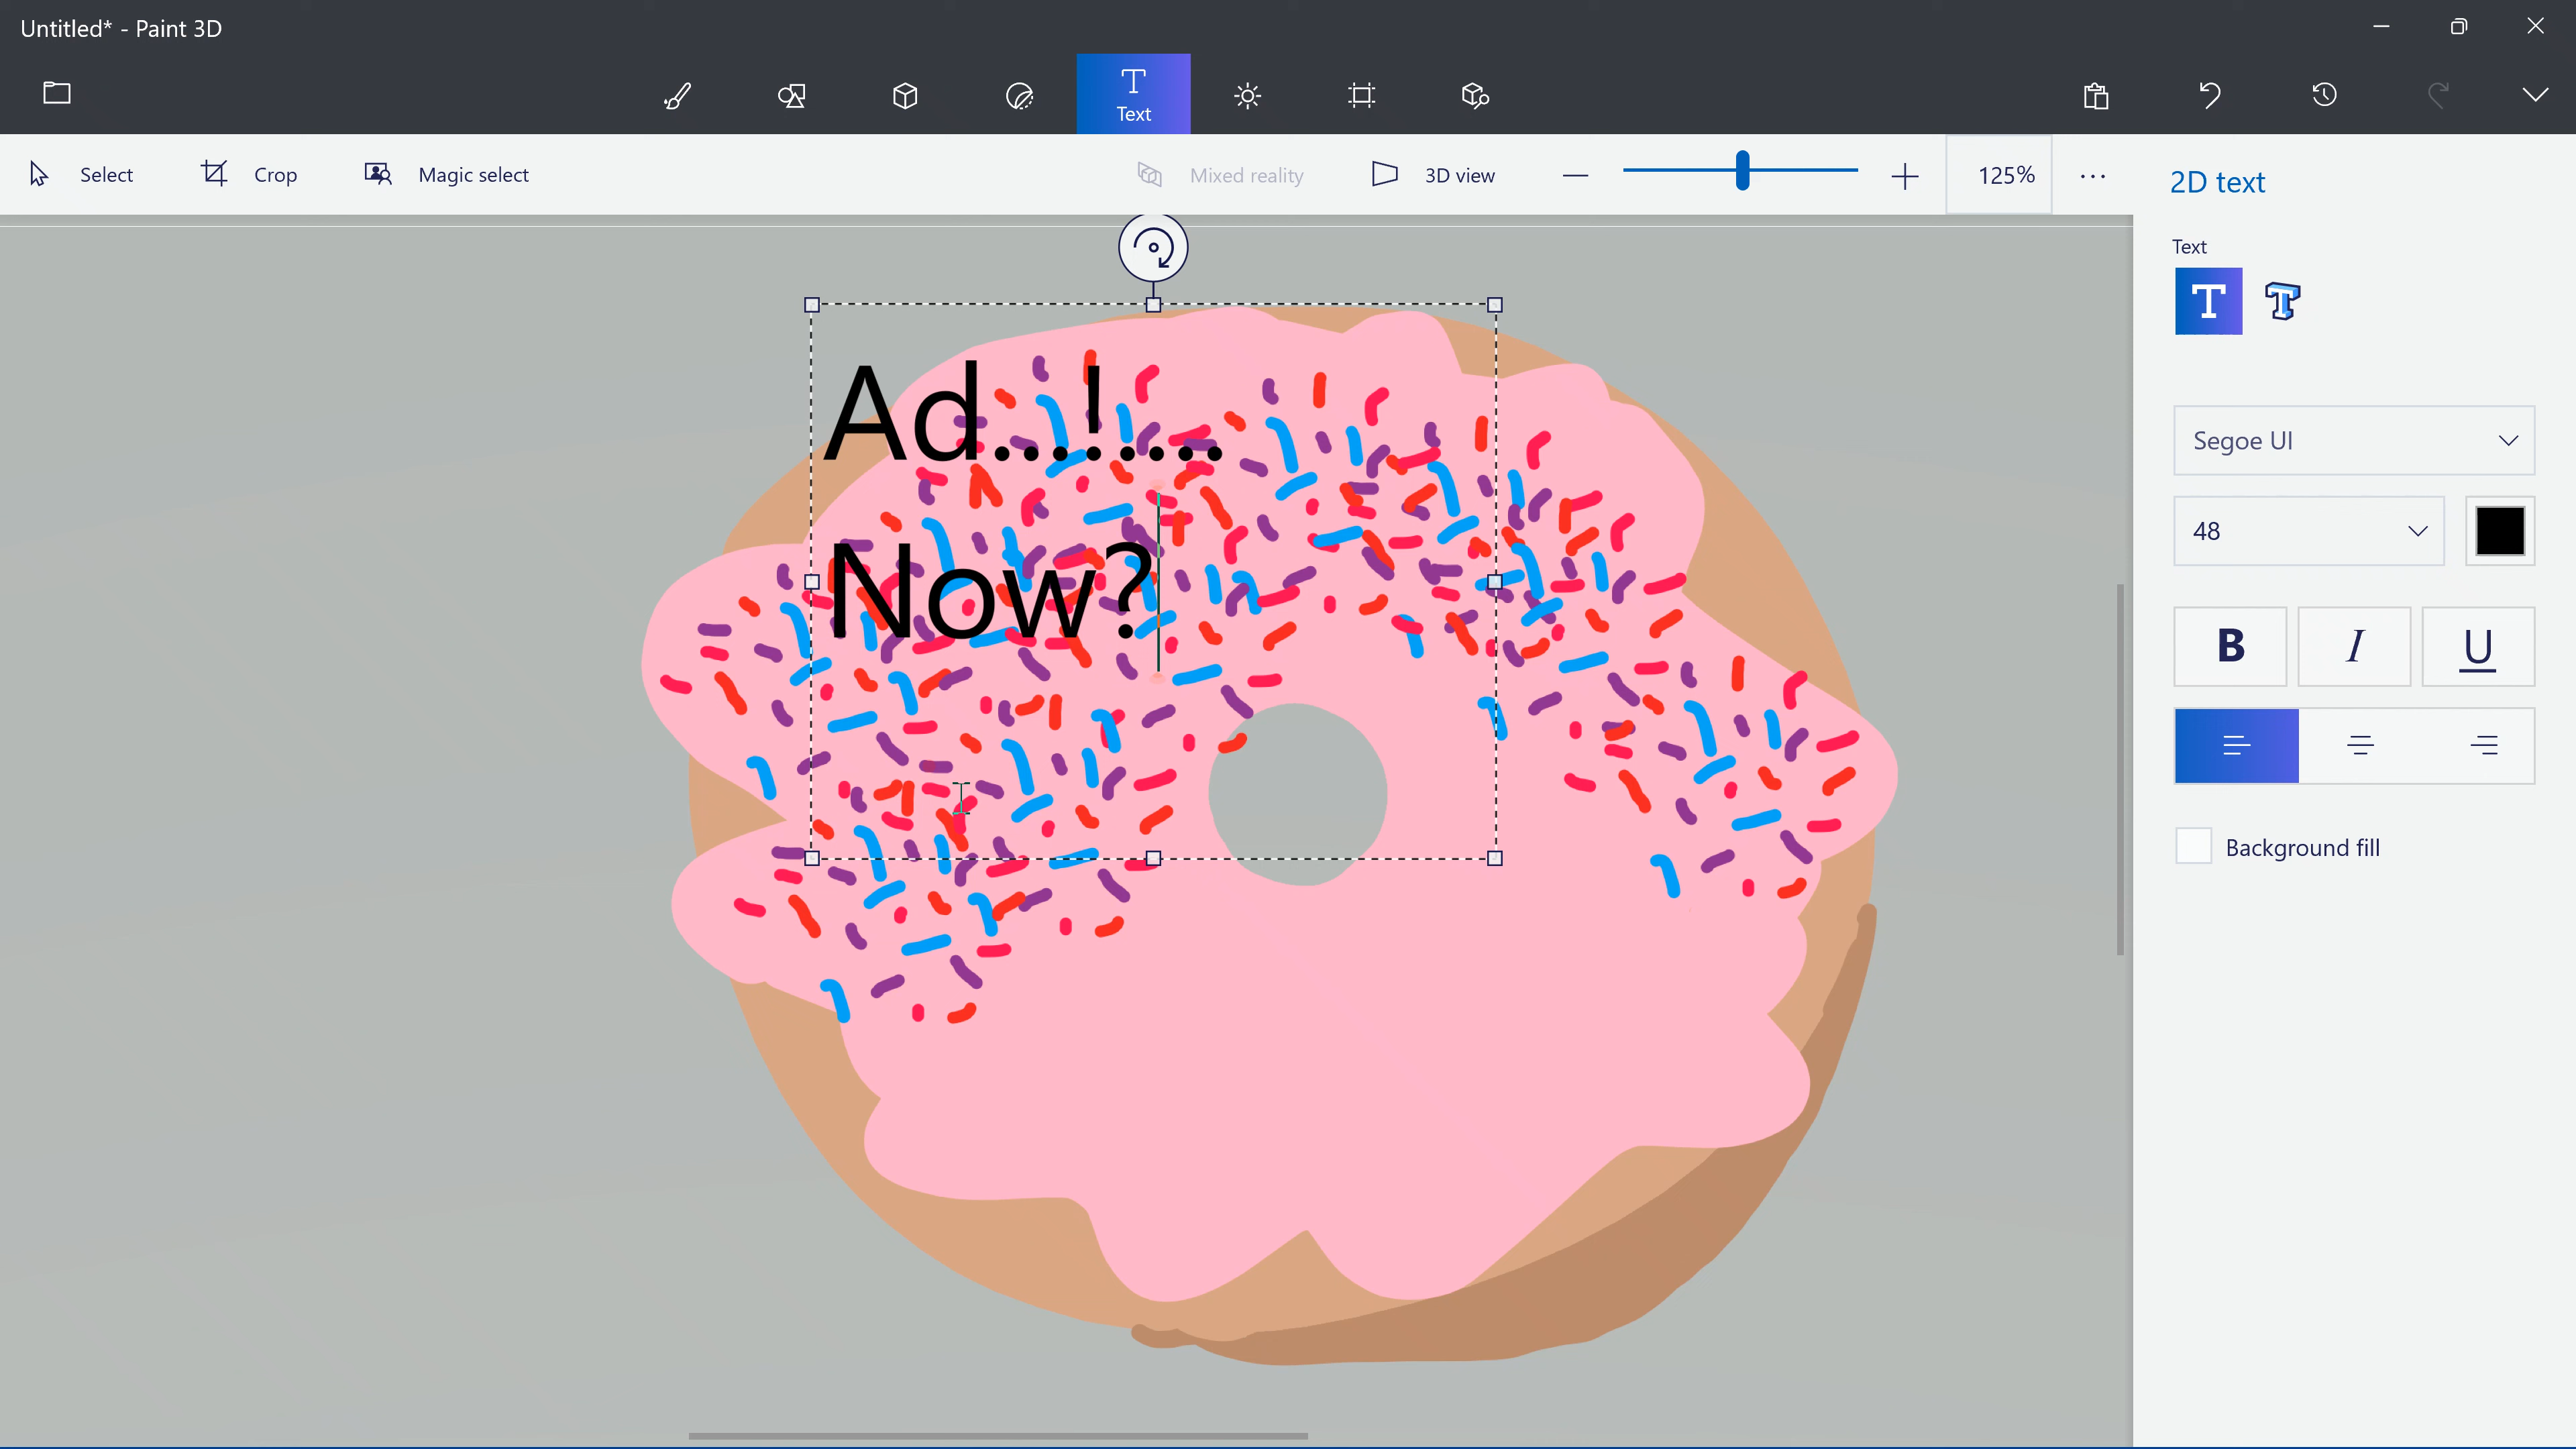 Untitled* - Paint 3D
Text
Select
Crop
Magic select
Mixed reality
3D view
125%
2D text
Text
Segoe UI
48
B
I
U
Background fill
Ad...!....
Now?